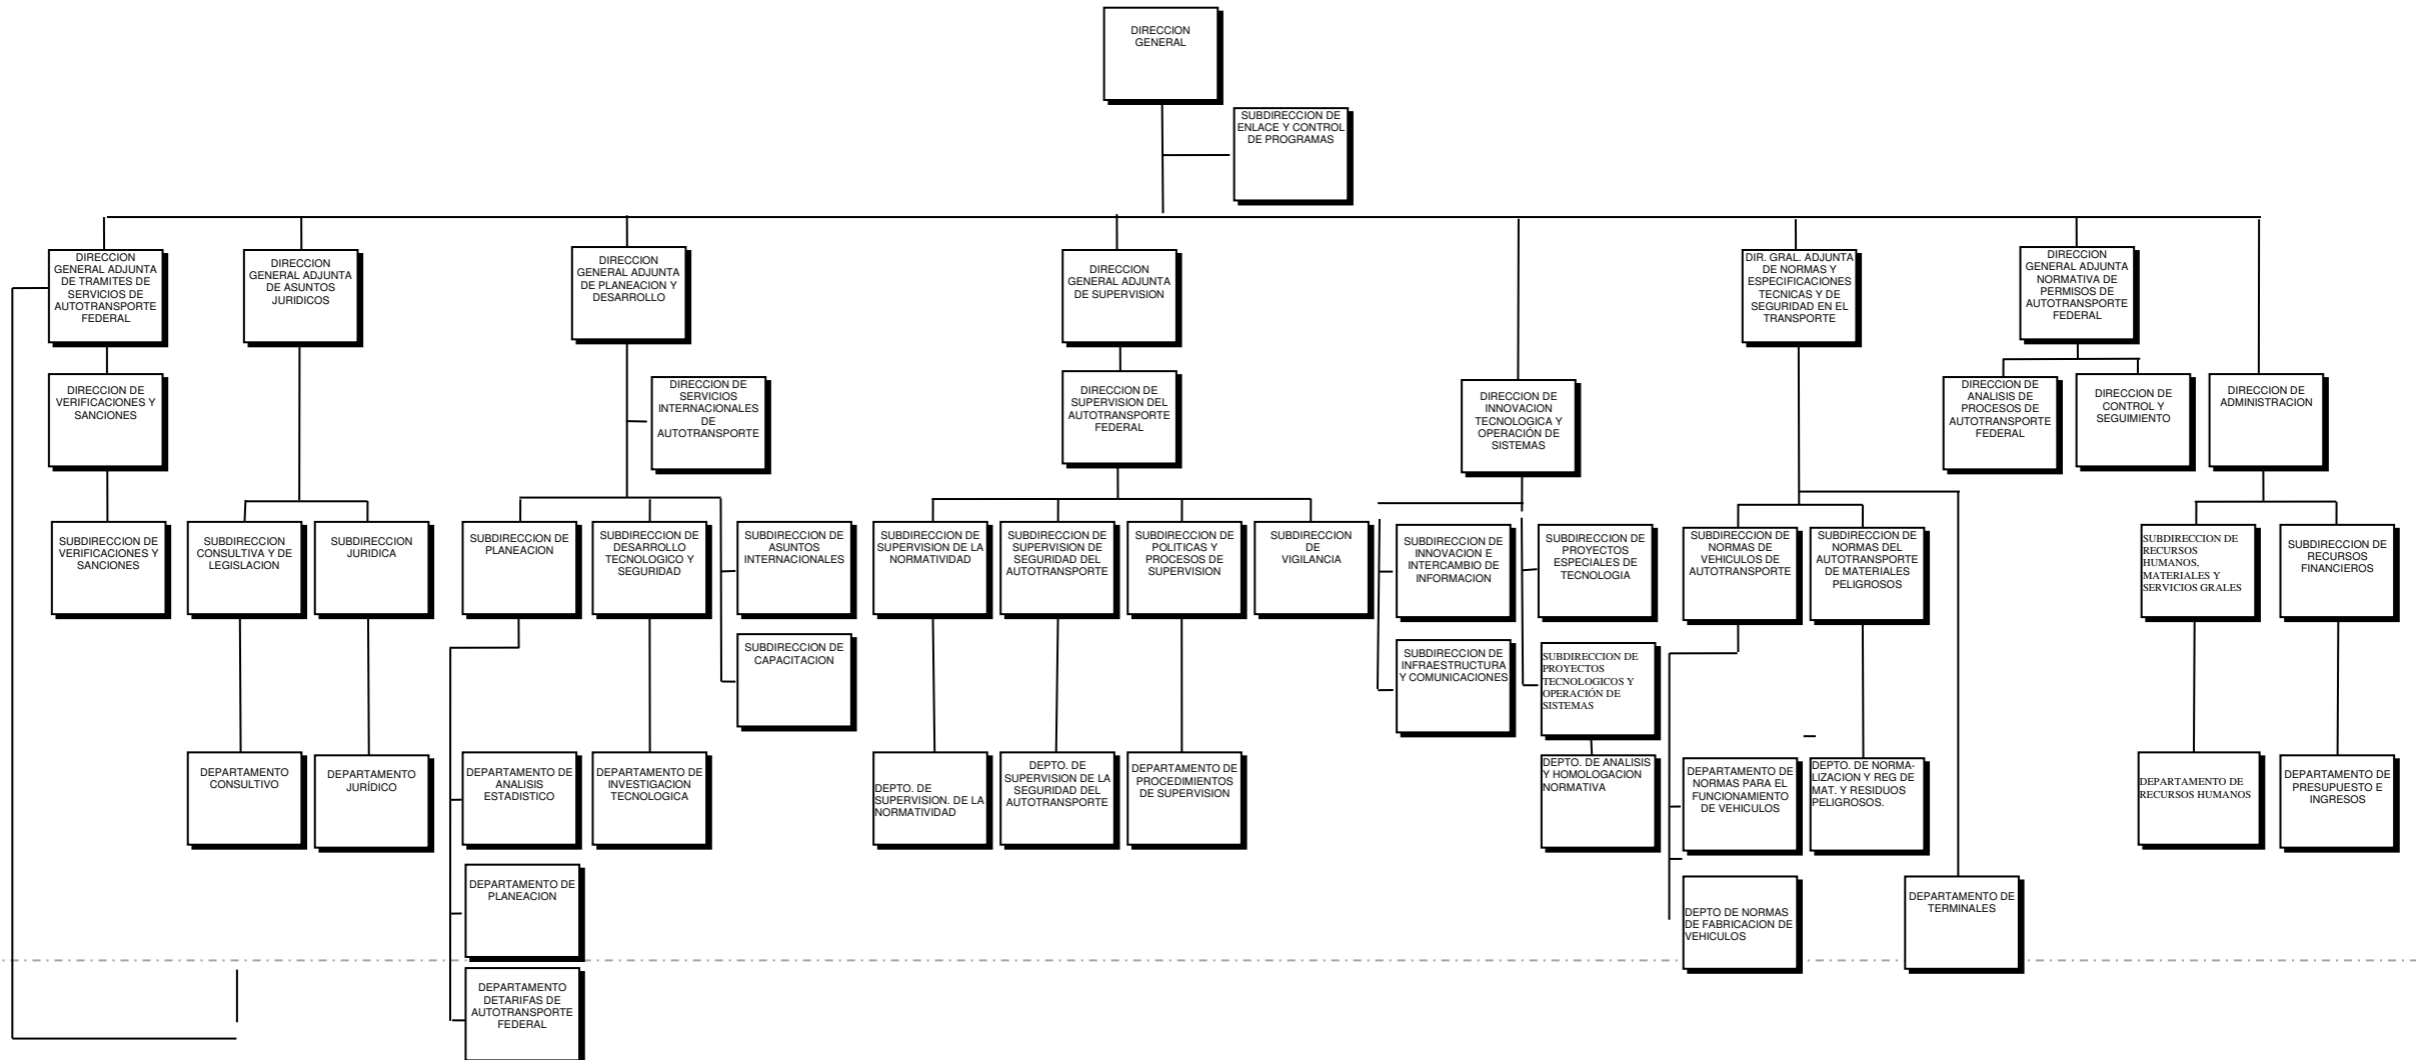 DIRECCION
GENERAL
SUBDIRECCION DE
ENLACE Y CONTROL
DE PROGRAMAS
DIRECCION
GENERAL ADJUNTA
DE TRAMITES DE
SERVICIOS DE
AUTOTRANSPORTE
FEDERAL
DIRECCION
GENERAL ADJUNTA
DE ASUNTOS
JURIDICOS
DIRECCION
GENERAL ADJUNTA
DE PLANEACION Y
DESARROLLO
DIRECCION
GENERAL ADJUNTA
DE SUPERVISION
DIR. GRAL. ADJUNTA
DE NORMAS Y
ESPECIFICACIONES
TECNICAS Y DE
SEGURIDAD EN EL
TRANSPORTE
DIRECCION
GENERAL ADJUNTA
NORMATIVA DE
PERMISOS DE
AUTOTRANSPORTE
FEDERAL
DIRECCION DE
VERIFICACIONES Y
SANCIONES
DIRECCION DE
SERVICIOS
INTERNACIONALES
DE
AUTOTRANSPORTE
DIRECCION DE
SUPERVISION DEL
AUTOTRANSPORTE
FEDERAL
DIRECCION DE
INNOVACION
TECNOLOGICA Y
OPERACIÓN DE
SISTEMAS
DIRECCION DE
ANALISIS DE
PROCESOS DE
AUTOTRANSPORTE
FEDERAL
DIRECCION DE
CONTROL Y
SEGUIMIENTO
DIRECCION DE
ADMINISTRACION
SUBDIRECCION DE
VERIFICACIONES Y
SANCIONES
SUBDIRECCION
CONSULTIVA Y DE
LEGISLACION
SUBDIRECCION
JURIDICA
SUBDIRECCION DE
PLANEACION
SUBDIRECCION DE
DESARROLLO
TECNOLOGICO Y
SEGURIDAD
SUBDIRECCION DE
ASUNTOS
INTERNACIONALES
SUBDIRECCION DE
SUPERVISION DE LA
NORMATIVIDAD
SUBDIRECCION DE
SUPERVISION DE
SEGURIDAD DEL
AUTOTRANSPORTE
SUBDIRECCION DE
POLITICAS Y
PROCESOS DE
SUPERVISION
SUBDIRECCION
DE
VIGILANCIA
SUBDIRECCION DE
INNOVACION E
INTERCAMBIO DE
INFORMACION
SUBDIRECCION DE
PROYECTOS
ESPECIALES DE
TECNOLOGIA
SUBDIRECCION DE
NORMAS DE
VEHICULOS DE
AUTOTRANSPORTE
SUBDIRECCION DE
NORMAS DEL
AUTOTRANSPORTE
DE MATERIALES
PELIGROSOS
SUBDIRECCION DE
RECURSOS
HUMANOS,
MATERIALES Y
SERVICIOS GRALES
SUBDIRECCION DE
RECURSOS
FINANCIEROS
SUBDIRECCION DE
CAPACITACION
SUBDIRECCION DE
INFRAESTRUCTURA
Y COMUNICACIONES
SUBDIRECCION DE
PROYECTOS
TECNOLOGICOS Y
OPERACIÓN DE
SISTEMAS
DEPARTAMENTO
CONSULTIVO
DEPARTAMENTO
JURÍDICO
DEPARTAMENTO DE
ANALISIS
ESTADISTICO
DEPARTAMENTO DE
INVESTIGACION
TECNOLOGICA
DEPTO. DE
SUPERVISION. DE LA
NORMATIVIDAD
DEPTO. DE
SUPERVISION DE LA
SEGURIDAD DEL
AUTOTRANSPORTE
DEPARTAMENTO DE
PROCEDIMIENTOS
DE SUPERVISION
DEPTO. DE ANALISIS
Y HOMOLOGACION
NORMATIVA
DEPARTAMENTO DE
NORMAS PARA EL
FUNCIONAMIENTO
DE VEHICULOS
DEPTO. DE NORMA-
LIZACION Y REG DE
MAT. Y RESIDUOS
PELIGROSOS.
DEPARTAMENTO DE
RECURSOS HUMANOS
DEPARTAMENTO DE
PRESUPUESTO E
INGRESOS
DEPARTAMENTO DE
PLANEACION
DEPTO DE NORMAS
DE FABRICACION DE
VEHICULOS
DEPARTAMENTO DE
TERMINALES
DEPARTAMENTO
DETARIFAS DE
AUTOTRANSPORTE
FEDERAL